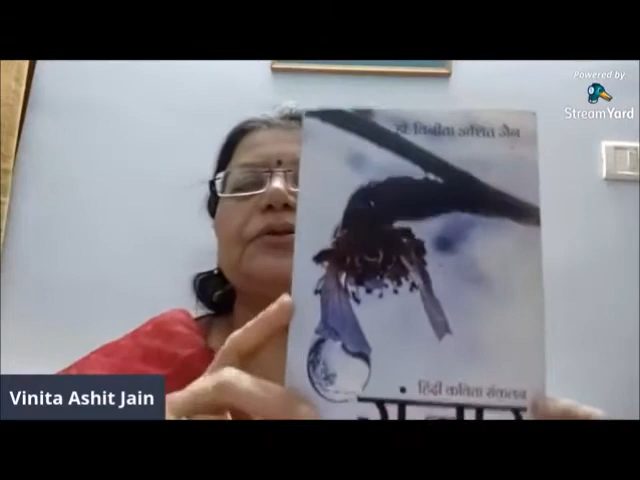 Powered by
StreamYard
डॉ. विनीता अशित जैन
हिंदी कविता संकलन
Vinita Ashit Jain